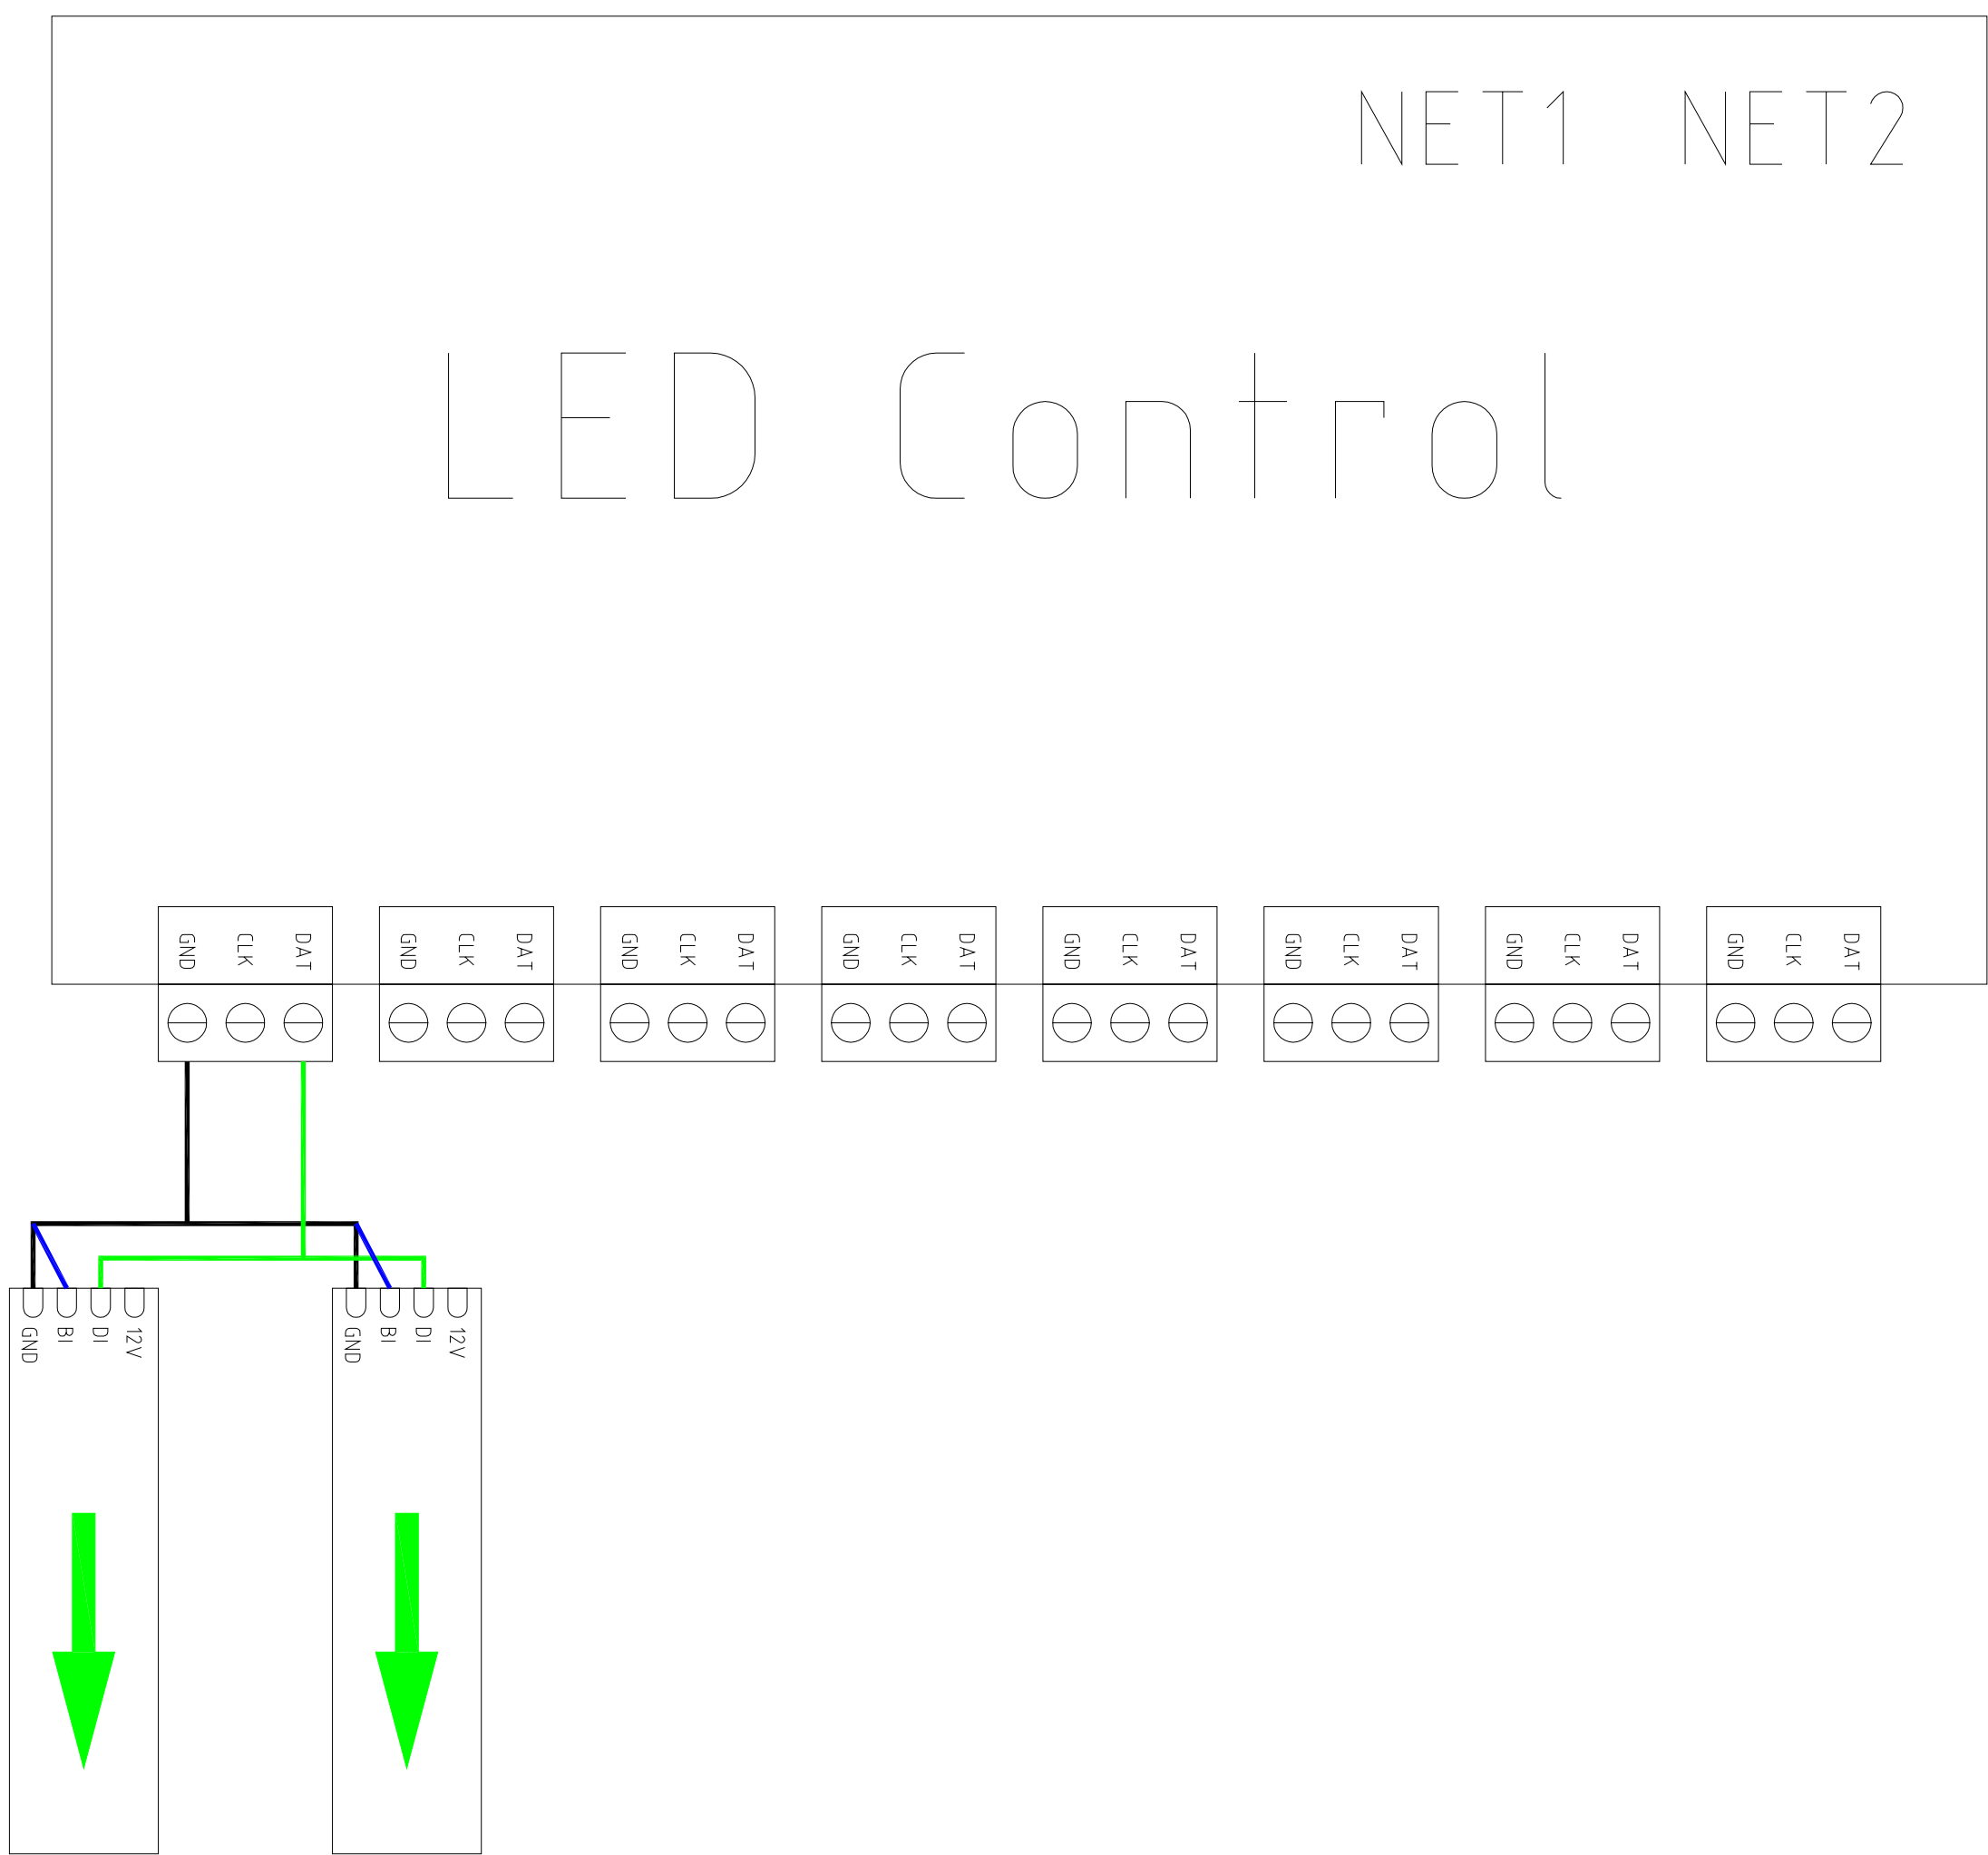 NET1 NET2
LED Control
GND CLK DAT GND CLK DAT GND CLK DAT GND CLK DAT GND CLK DAT GND CLK DAT GND CLK DAT GND CLK DAT
GND BI DI 12V GND BI DI 12V